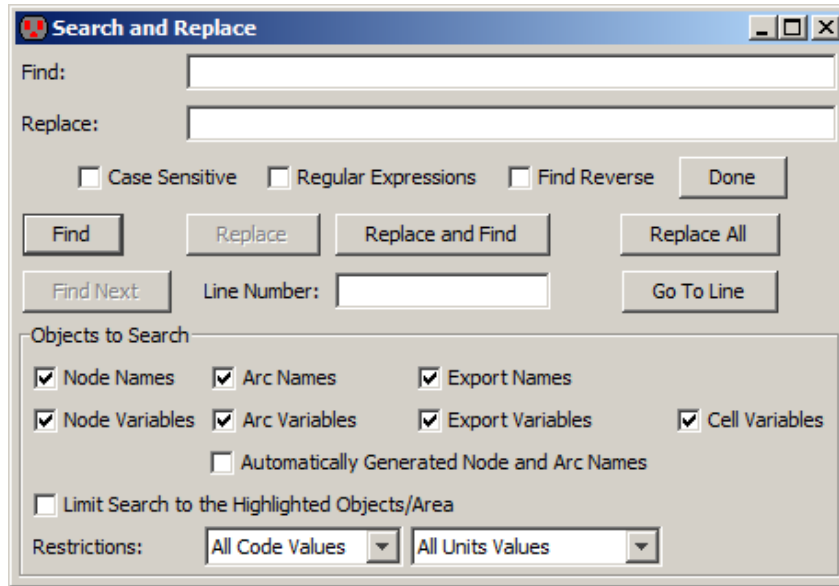 Search and Replace
Find:
Replace:
Case Sensitive Regular Expressions Find Reverse Done
Find Replace Replace and Find Replace All
Find Next Line Number: Go To Line
Objects to Search
Node Names Arc Names Export Names
Node Variables Arc Variables Export Variables Cell Variables
Automatically Generated Node and Arc Names
Limit Search to the Highlighted Objects/Area
Restrictions: All Code Values All Units Values